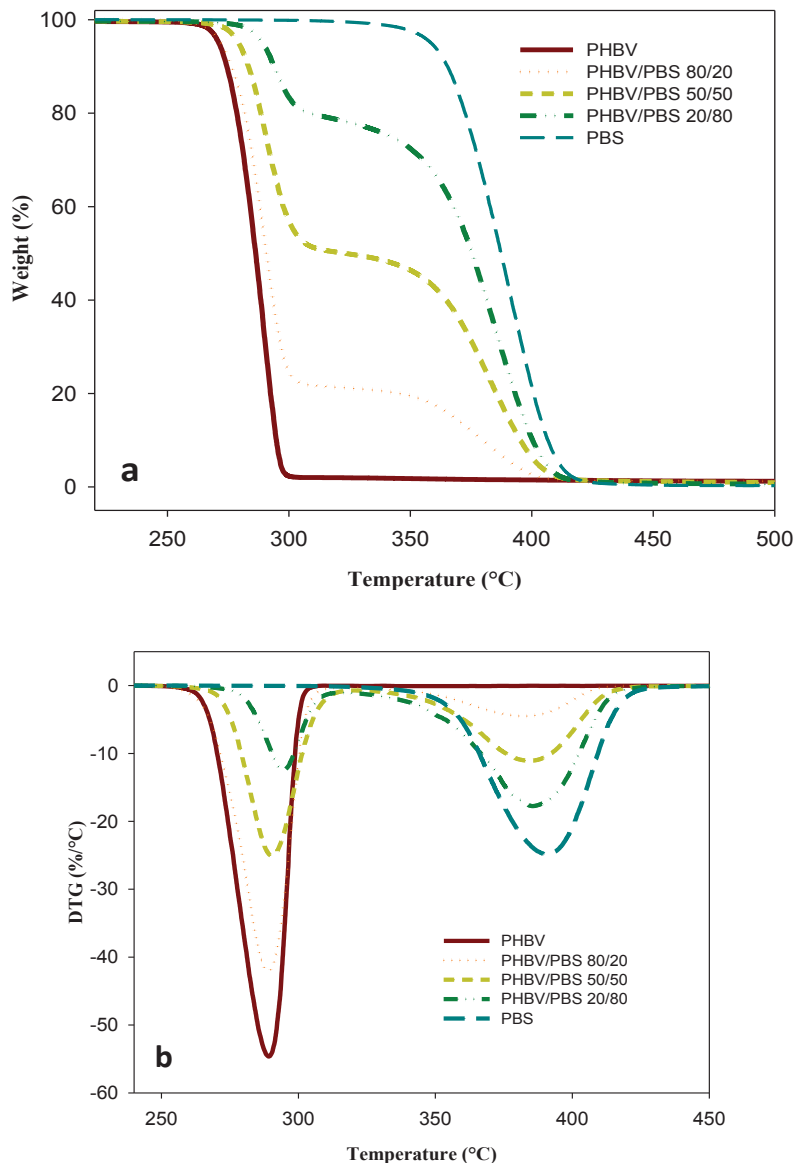 100
80
60
40
20
0
Weight (%)
PHBV
PHBV/PBS 80/20
PHBV/PBS 50/50
PHBV/PBS 20/80
PBS
a
250 300 350 400 450 500
Temperature (°C)
0
-10
-20
-30
-40
-50
-60
DTG (%/°C)
PHBV
PHBV/PBS 80/20
PHBV/PBS 50/50
PHBV/PBS 20/80
PBS
b
250 300 350 400 450
Temperature (°C)